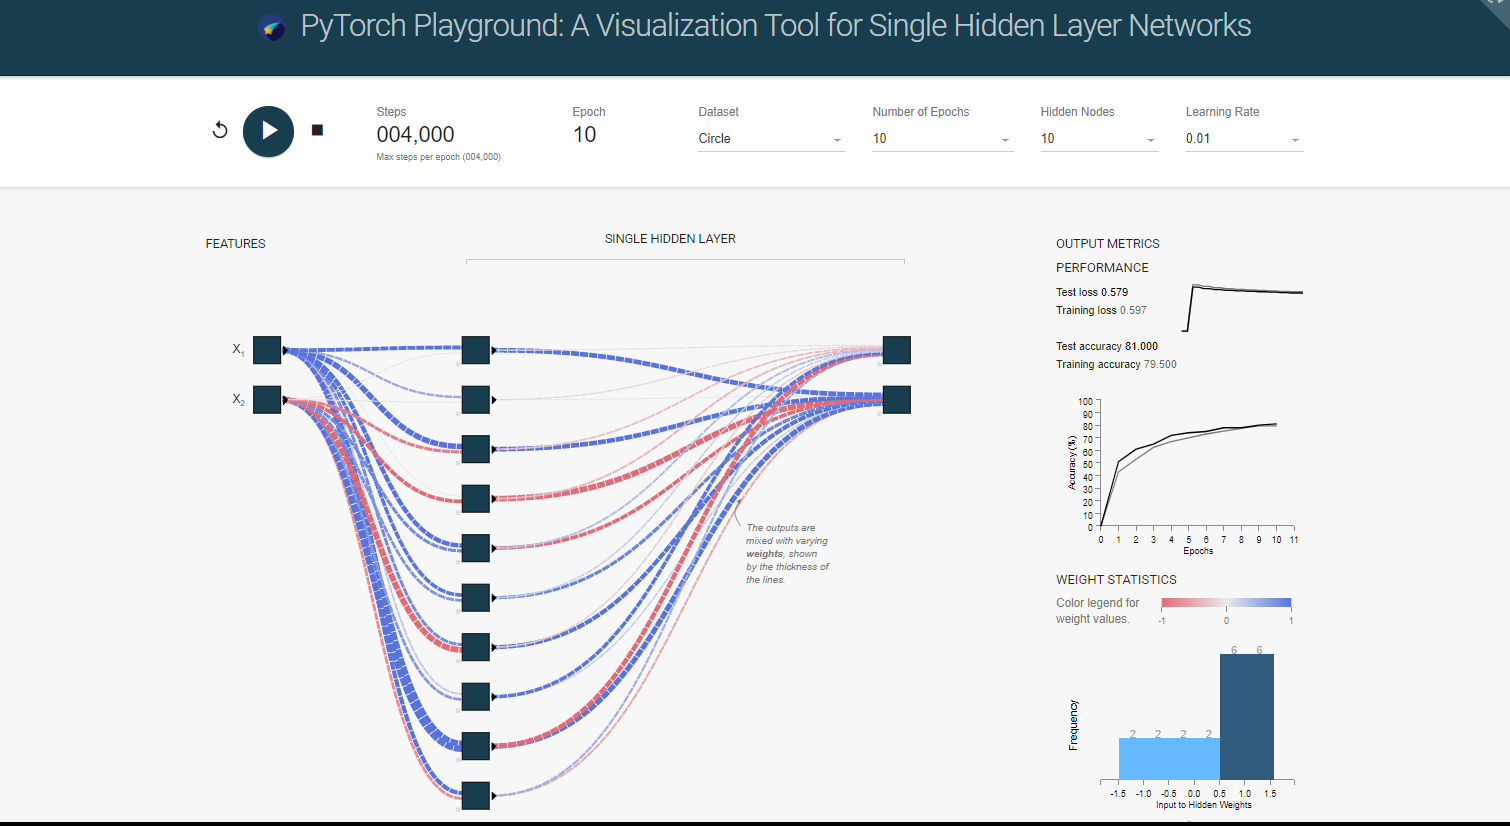 PyTorch Playground: A Visualization Tool for Single Hidden Layer Networks
Steps
004,000
Max steps per epoch (004,000)
Epoch
10
Dataset
Circle
Number of Epochs
10
Hidden Nodes
10
Learning Rate
0.01
FEATURES
SINGLE HIDDEN LAYER
X1
X2
The outputs are
mixed with varying
weights, shown
by the thickness of
the lines.
OUTPUT METRICS
PERFORMANCE
Test loss 0.579
Training loss 0.597
Test accuracy 81.000
Training accuracy 79.500
100
90
80
70
60
50
40
30
20
10
0
Accuracy (%)
0 1 2 3 4 5 6 7 8 9 10 11
Epochs
WEIGHT STATISTICS
Color legend for
weight values.
-1 0 1
6 6
2 2 2 2
Frequency
-1.5 -1.0 -0.5 0.0 0.5 1.0 1.5
Input to Hidden Weights